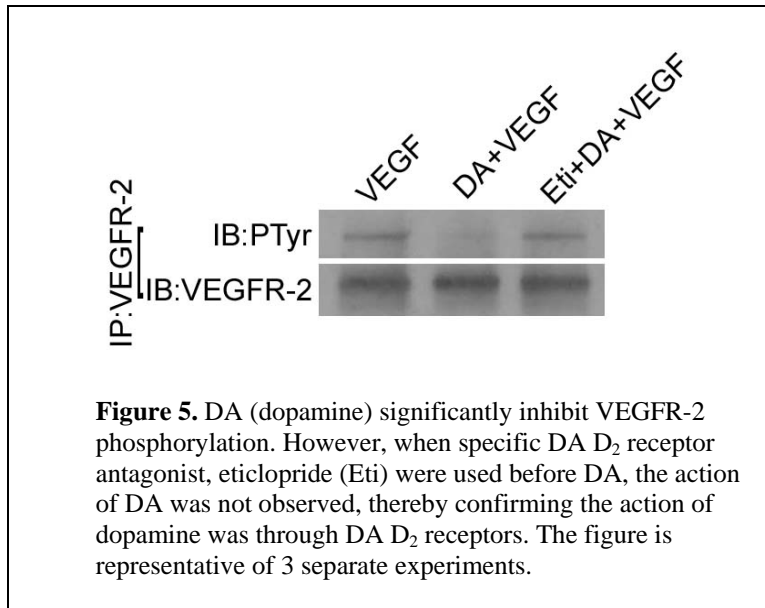 VEGF
DA+VEGF
Eti+DA+VEGF
IP:VEGFR-2
IB:PTyr
IB:VEGFR-2
Figure 5. DA (dopamine) significantly inhibit VEGFR-2
phosphorylation. However, when specific DA D₂ receptor
antagonist, eticlopride (Eti) were used before DA, the action
of DA was not observed, thereby confirming the action of
dopamine was through DA D₂ receptors. The figure is
representative of 3 separate experiments.